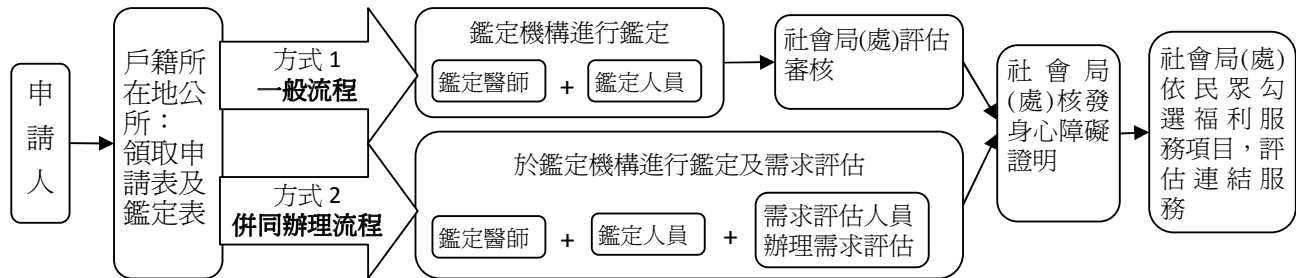 申
請
人
戶籍所
在地公
所：
領取申
請表及
鑑定表
方式 1
一般流程
鑑定機構進行鑑定
鑑定醫師 + 鑑定人員
社會局(處)評估
審核
方式 2
併同辦理流程
於鑑定機構進行鑑定及需求評估
鑑定醫師 + 鑑定人員 + 需求評估人員
辦理需求評估
社會局
(處)核發
身心障礙
證明
社會局(處)
依民眾勾
選福利服
務項目，評
估連結服
務